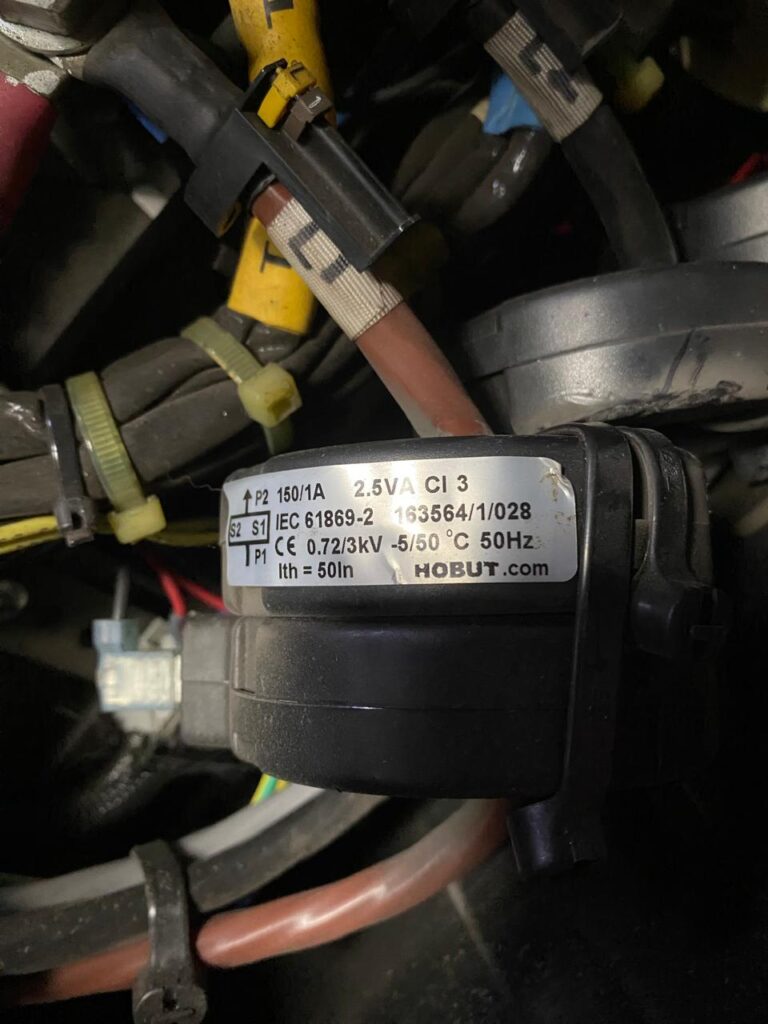 P2 150/1A 2.5VA Cl 3
S2 S1 IEC 61869-2 163564/1/028
P1 CE 0.72/3kV -5/50 °C 50Hz
Ith = 50In HOBUT.com